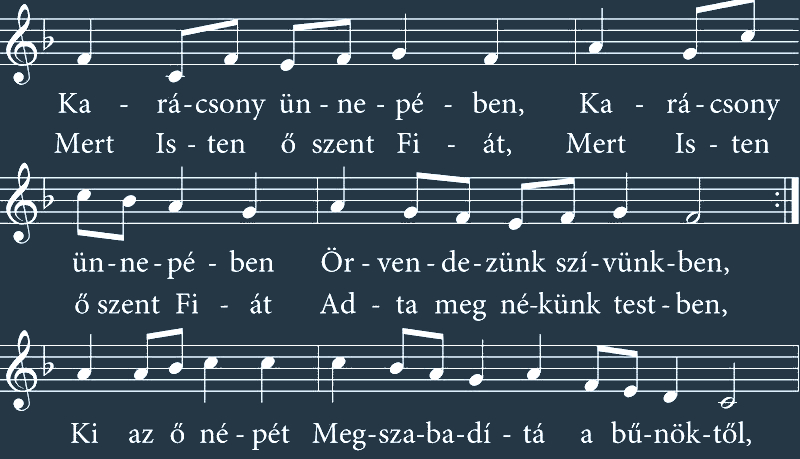 Ka - rá-csony ün - ne - pé - ben, Ka - rá - csony
Mert Is - ten ő szent Fi - át, Mert Is - ten
ün-ne-pé - ben Ör - ven - de-zünk szí-vünk-ben,
ő szent Fi - át Ad - ta meg né-künk test - ben,
Ki az ő né - pét Meg-sza-ba-dí - tá a bű-nök-től,